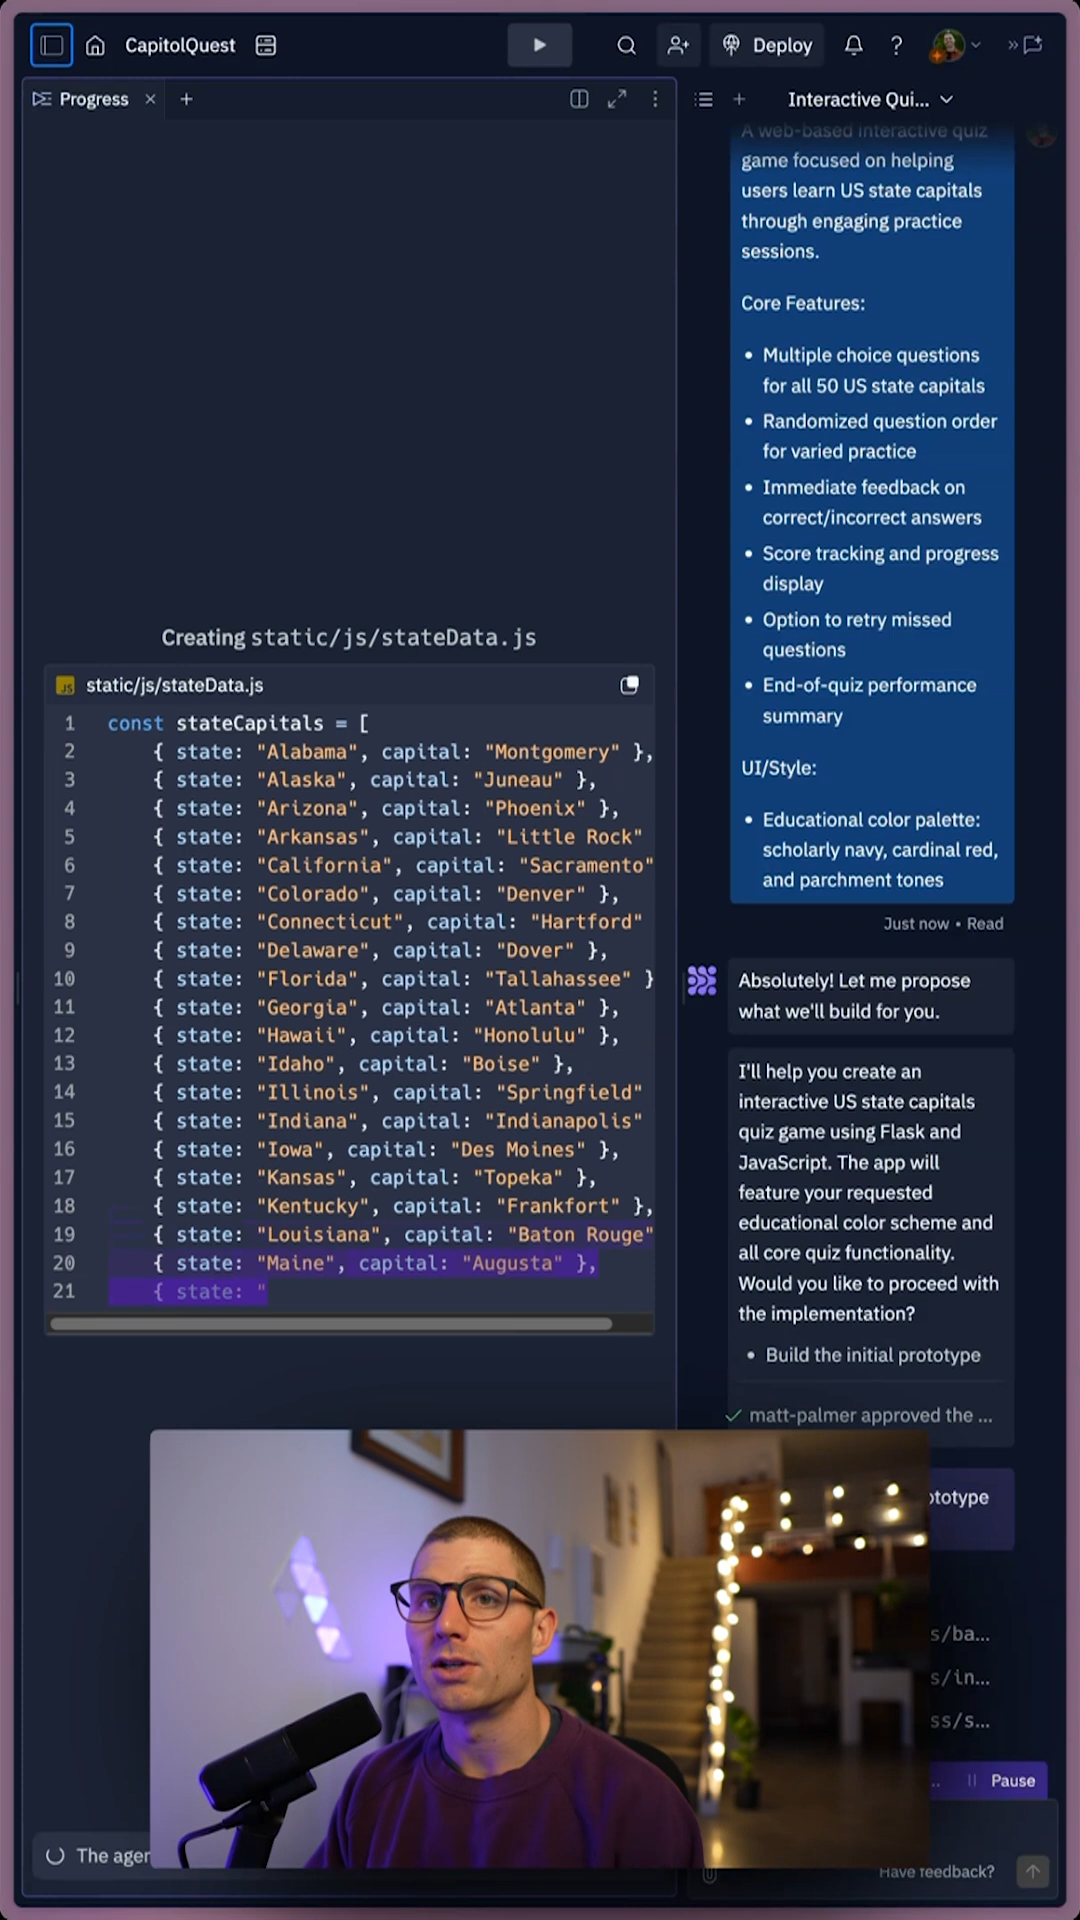 CapitolQuest
Deploy
?
Progress
Interactive Qui...
A web-based interactive quiz
game focused on helping
users learn US state capitals
through engaging practice
sessions.
Core Features:
• Multiple choice questions
for all 50 US state capitals
• Randomized question order
for varied practice
• Immediate feedback on
correct/incorrect answers
• Score tracking and progress
display
• Option to retry missed
questions
• End-of-quiz performance
summary
UI/Style:
• Educational color palette:
scholarly navy, cardinal red,
and parchment tones
Just now • Read
Absolutely! Let me propose
what we'll build for you.
I'll help you create an
interactive US state capitals
quiz game using Flask and
JavaScript. The app will
feature your requested
educational color scheme and
all core quiz functionality.
Would you like to proceed with
the implementation?
• Build the initial prototype
matt-palmer approved the ...
ototype
s/ba...
s/in...
ss/s...
.. Pause
Have feedback?
Creating static/js/stateData.js
JS static/js/stateData.js
1 const stateCapitals = [
2 { state: "Alabama", capital: "Montgomery" },
3 { state: "Alaska", capital: "Juneau" },
4 { state: "Arizona", capital: "Phoenix" },
5 { state: "Arkansas", capital: "Little Rock"
6 { state: "California", capital: "Sacramento"
7 { state: "Colorado", capital: "Denver" },
8 { state: "Connecticut", capital: "Hartford"
9 { state: "Delaware", capital: "Dover" },
10 { state: "Florida", capital: "Tallahassee" }
11 { state: "Georgia", capital: "Atlanta" },
12 { state: "Hawaii", capital: "Honolulu" },
13 { state: "Idaho", capital: "Boise" },
14 { state: "Illinois", capital: "Springfield"
15 { state: "Indiana", capital: "Indianapolis"
16 { state: "Iowa", capital: "Des Moines" },
17 { state: "Kansas", capital: "Topeka" },
18 { state: "Kentucky", capital: "Frankfort" },
19 { state: "Louisiana", capital: "Baton Rouge"
20 { state: "Maine", capital: "Augusta" },
21 { state: "
The agen